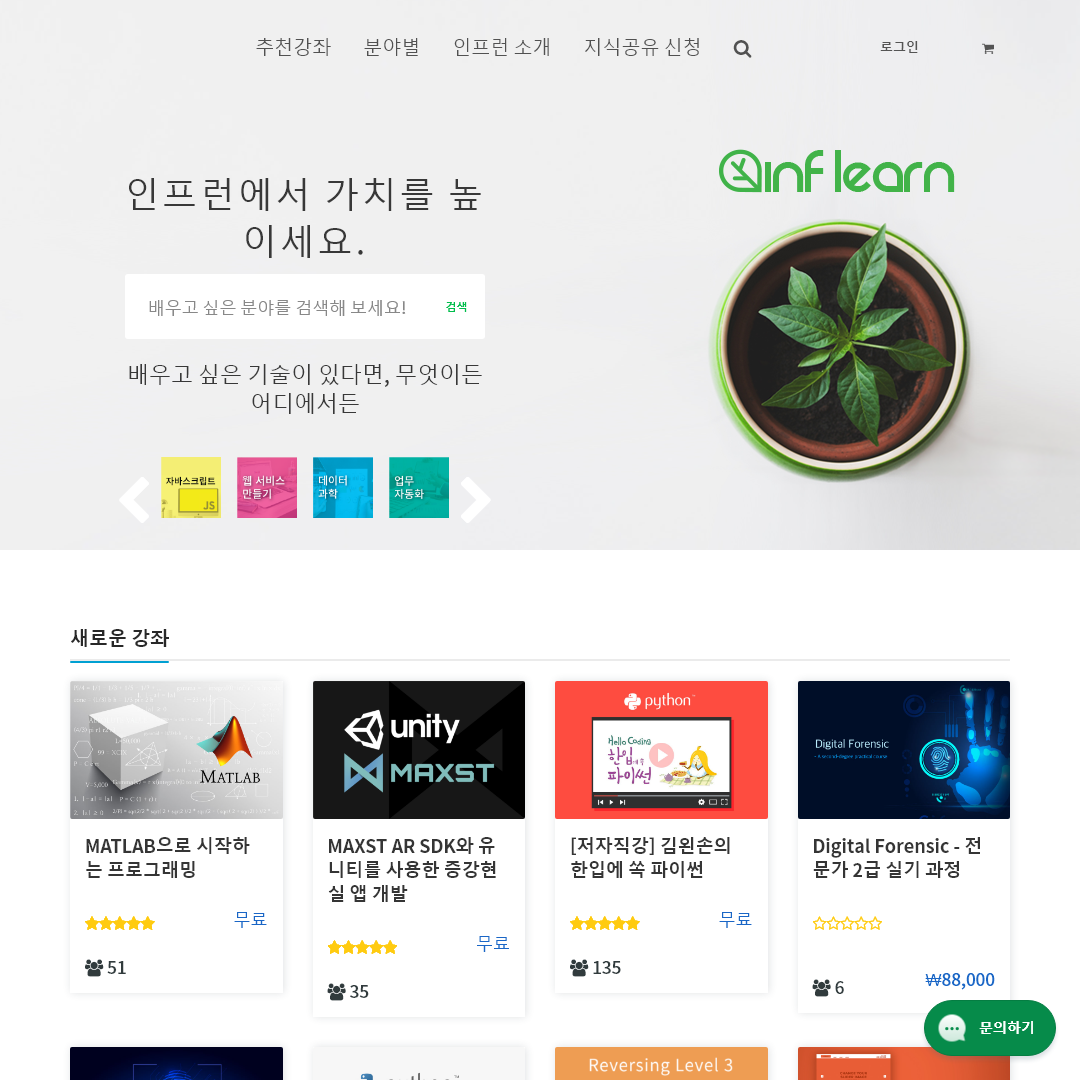 추천강좌 분야별 인프런 소개 지식공유 신청 로그인
inflearn
인프런에서 가치를 높
이세요.
배우고 싶은 분야를 검색해 보세요! 검색
배우고 싶은 기술이 있다면, 무엇이든
어디에서든
자바스크립트
JS
웹 서비스
만들기
데이터
과학
업무
자동화
새로운 강좌
MATLAB
MATLAB으로 시작하
는 프로그래밍
무료
51
unity
MAXST
MAXST AR SDK와 유
니티를 사용한 증강현
실 앱 개발
무료
35
python
Hello Coding
한입에 쏙
파이썬
[저자직강] 김왼손의
한입에 쏙 파이썬
무료
135
Digital Forensic
Digital Forensic - 전
문가 2급 실기 과정
₩88,000
6
문의하기
Reversing Level 3